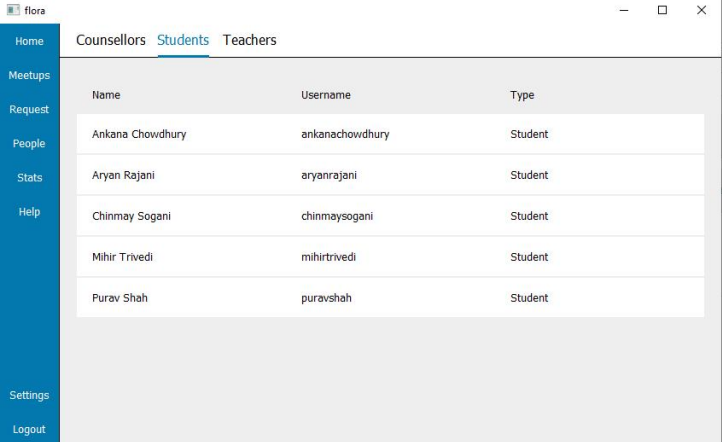 flora
Home
Meetups
Request
People
Stats
Help
Settings
Logout
Counsellors Students Teachers
Name Username Type
Ankana Chowdhury ankanachowdhury Student
Aryan Rajani aryanrajani Student
Chinmay Sogani chinmaysogani Student
Mihir Trivedi mihirtrivedi Student
Purav Shah puravshah Student